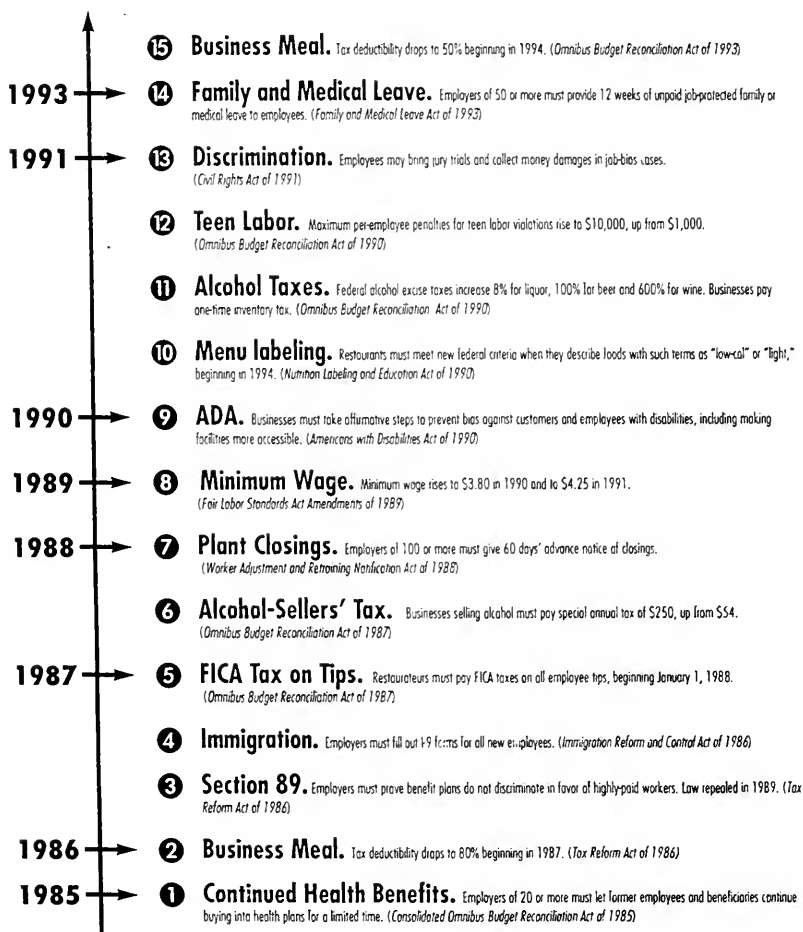 15 Business Meal. Tax deductibility drops to 50% beginning in 1994. (Omnibus Budget Reconciliation Act of 1993)
1993 14 Family and Medical Leave. Employers of 50 or more must provide 12 weeks of unpaid job-protected family or
medical leave to employees. (Family and Medical Leave Act of 1993)
1991 13 Discrimination. Employees may bring jury trials and collect money damages in job-bias cases.
(Civil Rights Act of 1991)
12 Teen Labor. Maximum per-employee penalties for teen labor violations rise to $10,000, up from $1,000.
(Omnibus Budget Reconciliation Act of 1990)
11 Alcohol Taxes. Federal alcohol excise taxes increase 8% for liquor, 100% for beer and 600% for wine. Businesses pay
one-time inventory tax. (Omnibus Budget Reconciliation Act of 1990)
10 Menu labeling. Restaurants must meet new federal criteria when they describe foods with such terms as "low-cal" or "light,"
beginning in 1994. (Nutrition Labeling and Education Act of 1990)
1990 9 ADA. Businesses must take affirmative steps to prevent bias against customers and employees with disabilities, including making
facilities more accessible. (Americans with Disabilities Act of 1990)
1989 8 Minimum Wage. Minimum wage rises to $3.80 in 1990 and to $4.25 in 1991.
(Fair Labor Standards Act Amendments of 1989)
1988 7 Plant Closings. Employers of 100 or more must give 60 days' advance notice of closings.
(Worker Adjustment and Retraining Notification Act of 1988)
6 Alcohol-Sellers' Tax. Businesses selling alcohol must pay special annual tax of $250, up from $54.
(Omnibus Budget Reconciliation Act of 1987)
1987 5 FICA Tax on Tips. Restaurateurs must pay FICA taxes on all employee tips, beginning January 1, 1988.
(Omnibus Budget Reconciliation Act of 1987)
4 Immigration. Employers must fill out I-9 forms for all new employees. (Immigration Reform and Control Act of 1986)
3 Section 89. Employers must prove benefit plans do not discriminate in favor of highly-paid workers. Law repealed in 1989. (Tax
Reform Act of 1986)
1986 2 Business Meal. Tax deductibility drops to 80% beginning in 1987. (Tax Reform Act of 1986)
1985 1 Continued Health Benefits. Employers of 20 or more must let former employees and beneficiaries continue
buying into health plans for a limited time. (Consolidated Omnibus Budget Reconciliation Act of 1985)